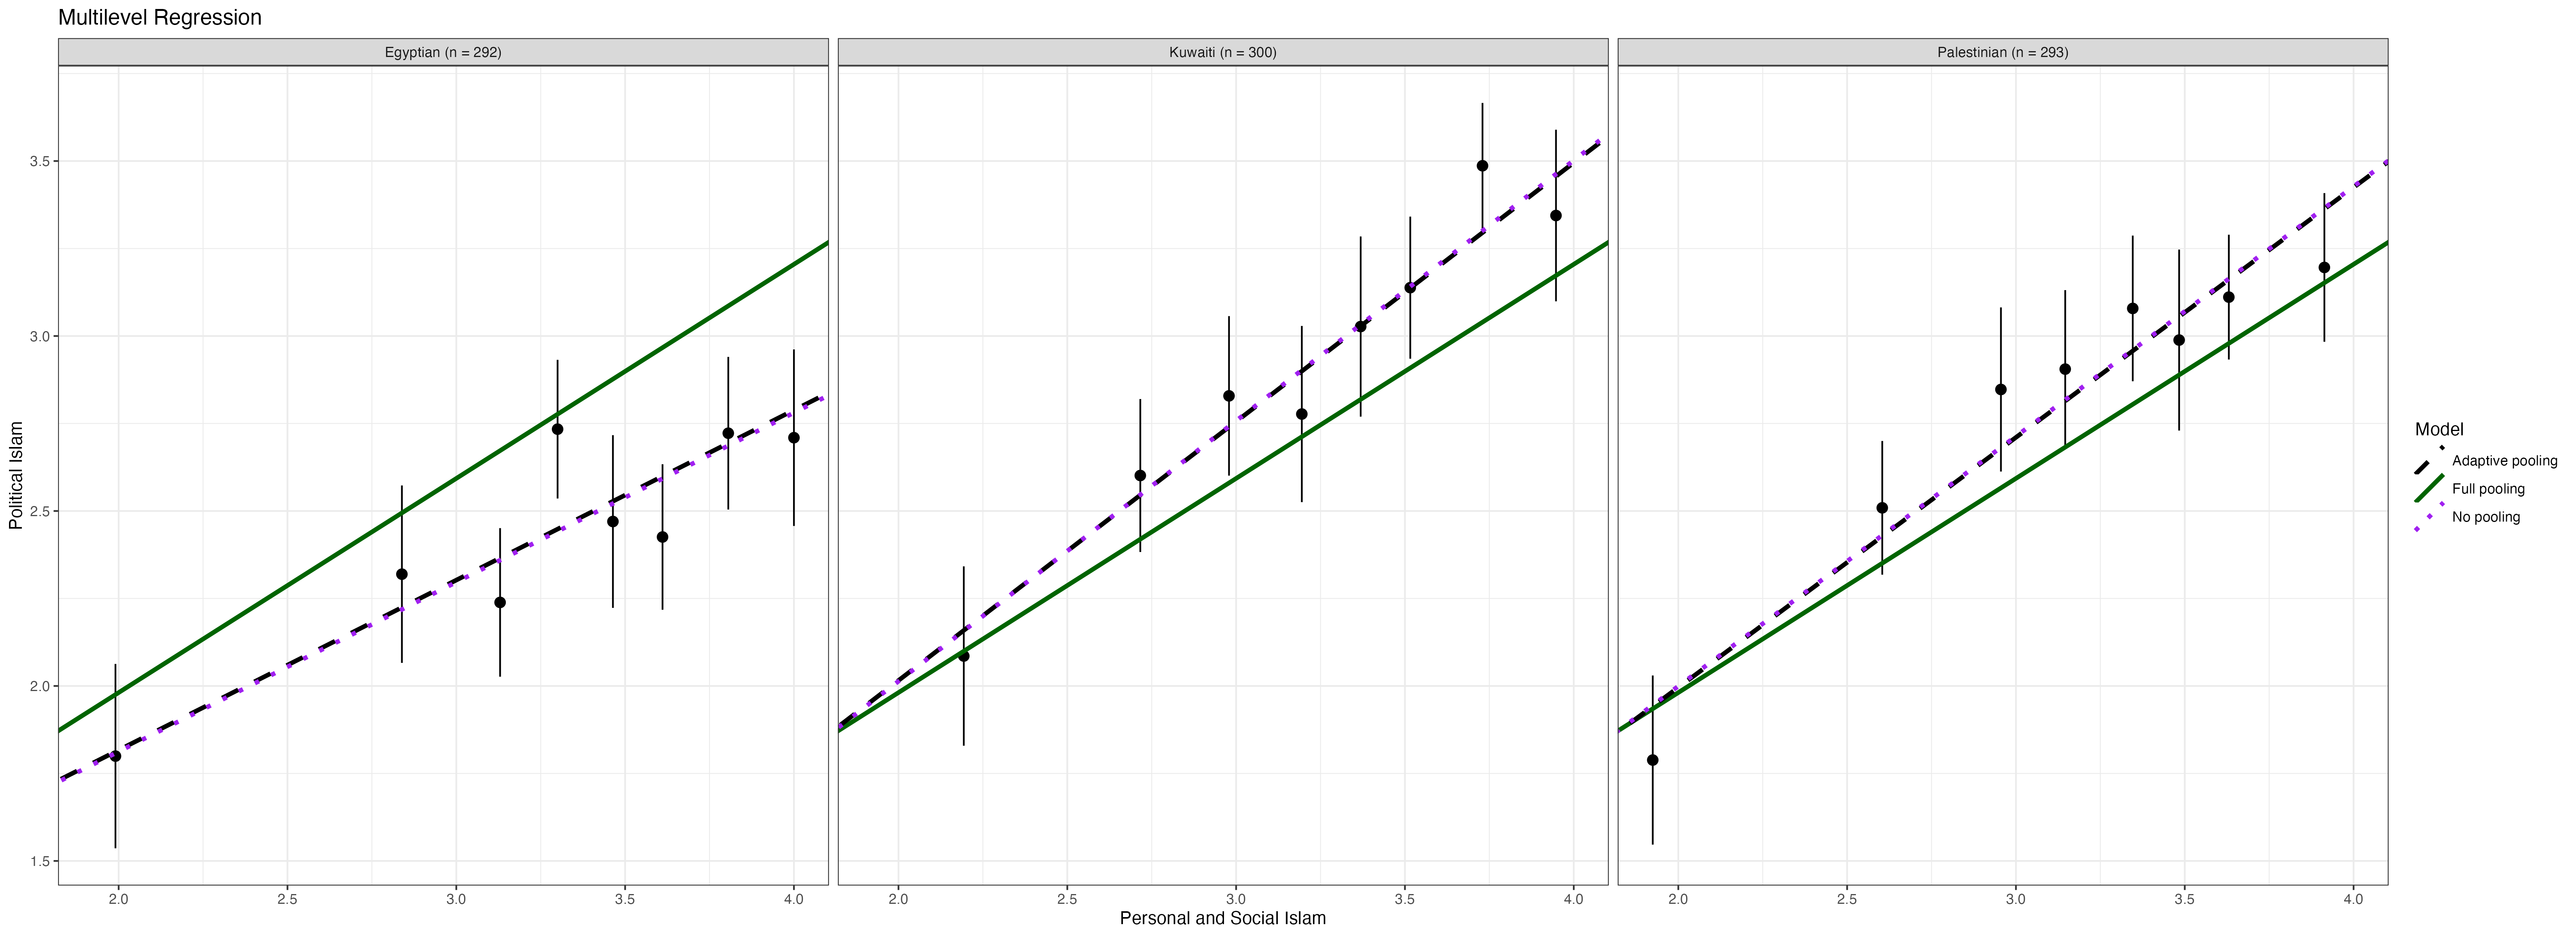 Multilevel Regression
Egyptian (n = 292)
Kuwaiti (n = 300)
Palestinian (n = 293)
Political Islam
3.5
3.0
2.5
2.0
1.5
2.0 2.5 3.0 3.5 4.0
2.0 2.5 3.0 3.5 4.0
2.0 2.5 3.0 3.5 4.0
Personal and Social Islam
Model
Adaptive pooling
Full pooling
No pooling